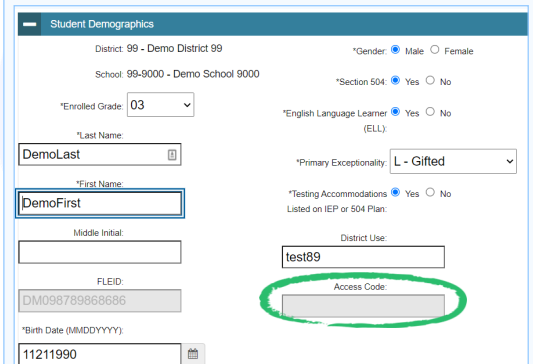 Student Demographics
District: 99 - Demo District 99
School: 99-9000 - Demo School 9000
*Enrolled Grade: 03
*Last Name:
DemoLast
*First Name:
DemoFirst
Middle Initial:
FLEID:
DM098789868686
*Birth Date (MMDDYYYY):
11211990
*Gender: Male Female
*Section 504: Yes No
*English Language Learner Yes No
(ELL):
*Primary Exceptionality: L - Gifted
*Testing Accommodations Yes No
Listed on IEP or 504 Plan:
District Use:
test89
Access Code: